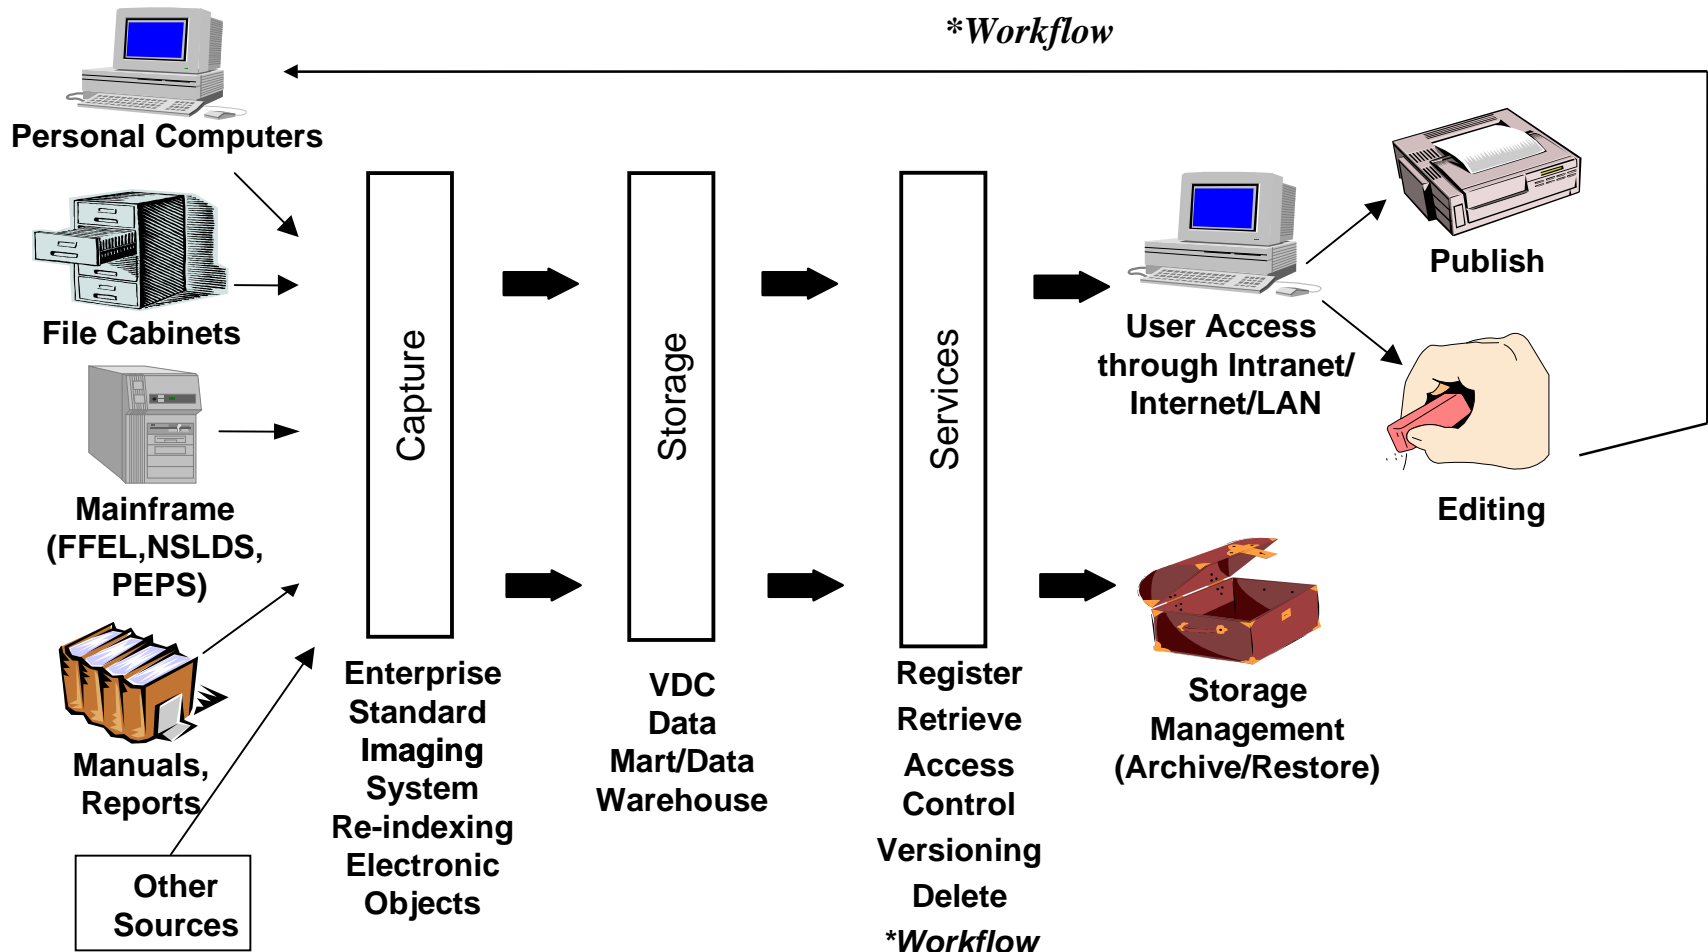 *Workflow
Personal Computers
File Cabinets
Mainframe
(FFEL,NSLDS,
PEPS)
Manuals,
Reports
Other
Sources
Capture
Enterprise
Standard
Imaging
System
Re-indexing
Electronic
Objects
Storage
VDC
Data
Mart/Data
Warehouse
Services
Register
Retrieve
Access
Control
Versioning
Delete
*Workflow
User Access
through Intranet/
Internet/LAN
Publish
Editing
Storage
Management
(Archive/Restore)